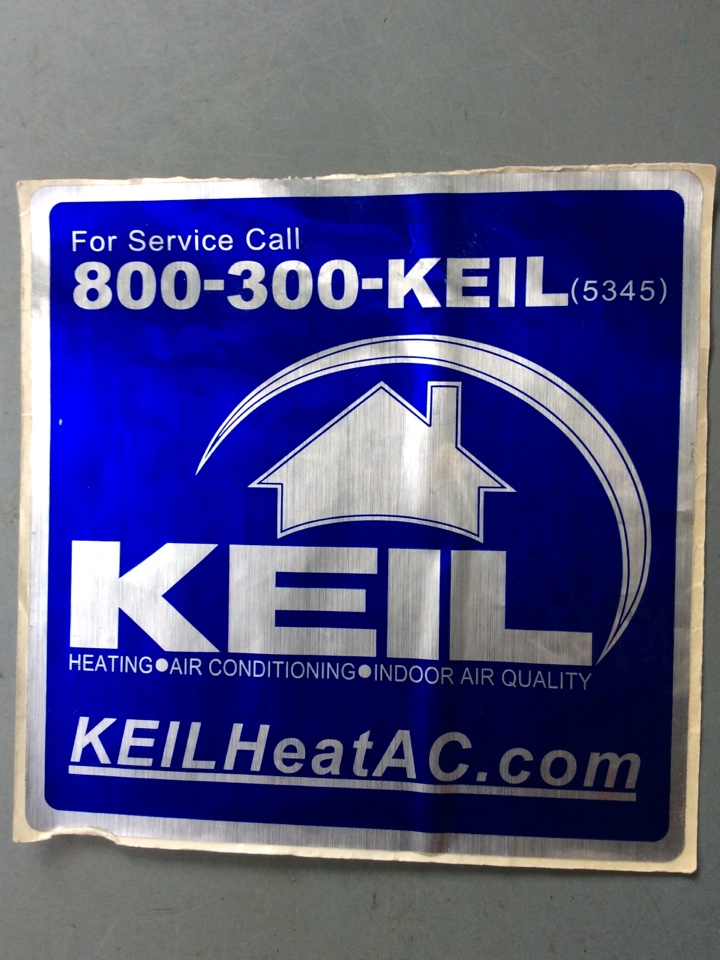 For Service Call
800-300-KEIL(5345)
KEIL
HEATING●AIR CONDITIONING●INDOOR AIR QUALITY
KEILHeatAC.com